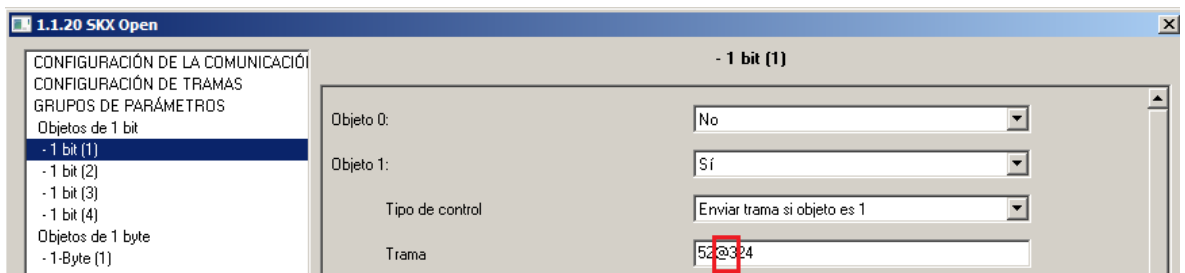 1.1.20 SKX Open
CONFIGURACIÓN DE LA COMUNICACIÓI
CONFIGURACIÓN DE TRAMAS
GRUPOS DE PARÁMETROS
Objetos de 1 bit
- 1 bit (1)
- 1 bit (2)
- 1 bit (3)
- 1 bit (4)
Objetos de 1 byte
- 1-Byte (1)
- 1 bit (1)
Objeto 0: No
Objeto 1: Sí
Tipo de control Enviar trama si objeto es 1
Trama 52@324